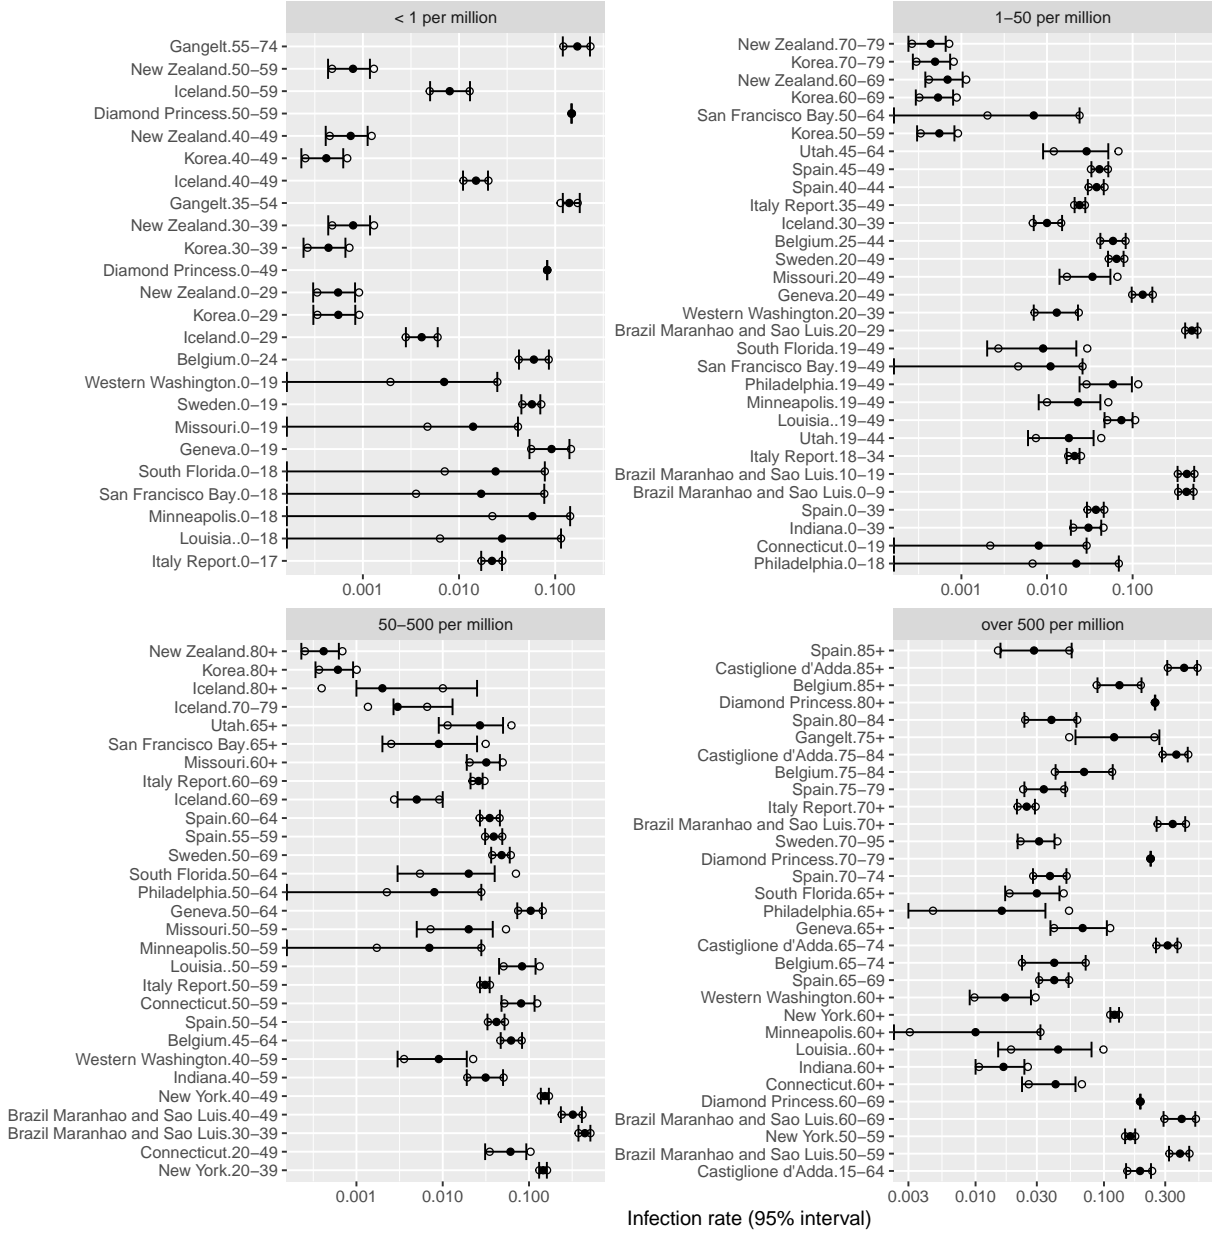 < 1 per million
Gangelt.55−74
New Zealand.50−59
Iceland.50−59
Diamond Princess.50−59
New Zealand.40−49
Korea.40−49
Iceland.40−49
Gangelt.35−54
New Zealand.30−39
Korea.30−39
Diamond Princess.0−49
New Zealand.0−29
Korea.0−29
Iceland.0−29
Belgium.0−24
Western Washington.0−19
Sweden.0−19
Missouri.0−19
Geneva.0−19
South Florida.0−18
San Francisco Bay.0−18
Minneapolis.0−18
Louisia..0−18
Italy Report.0−17
0.001 0.010 0.100
1−50 per million
New Zealand.70−79
Korea.70−79
New Zealand.60−69
Korea.60−69
San Francisco Bay.50−64
Korea.50−59
Utah.45−64
Spain.45−49
Spain.40−44
Italy Report.35−49
Iceland.30−39
Belgium.25−44
Sweden.20−49
Missouri.20−49
Geneva.20−49
Western Washington.20−39
Brazil Maranhao and Sao Luis.20−29
South Florida.19−49
San Francisco Bay.19−49
Philadelphia.19−49
Minneapolis.19−49
Louisia..19−49
Utah.19−44
Italy Report.18−34
Brazil Maranhao and Sao Luis.10−19
Brazil Maranhao and Sao Luis.0−9
Spain.0−39
Indiana.0−39
Connecticut.0−19
Philadelphia.0−18
0.001 0.010 0.100
50−500 per million
New Zealand.80+
Korea.80+
Iceland.80+
Iceland.70−79
Utah.65+
San Francisco Bay.65+
Missouri.60+
Italy Report.60−69
Iceland.60−69
Spain.60−64
Spain.55−59
Sweden.50−69
South Florida.50−64
Philadelphia.50−64
Geneva.50−64
Missouri.50−59
Minneapolis.50−59
Louisia..50−59
Italy Report.50−59
Connecticut.50−59
Spain.50−54
Belgium.45−64
Western Washington.40−59
Indiana.40−59
New York.40−49
Brazil Maranhao and Sao Luis.40−49
Brazil Maranhao and Sao Luis.30−39
Connecticut.20−49
New York.20−39
0.001 0.010 0.100
over 500 per million
Spain.85+
Castiglione d'Adda.85+
Belgium.85+
Diamond Princess.80+
Spain.80−84
Gangelt.75+
Castiglione d'Adda.75−84
Belgium.75−84
Spain.75−79
Italy Report.70+
Brazil Maranhao and Sao Luis.70+
Sweden.70−95
Diamond Princess.70−79
Spain.70−74
South Florida.65+
Philadelphia.65+
Geneva.65+
Castiglione d'Adda.65−74
Belgium.65−74
Spain.65−69
Western Washington.60+
New York.60+
Minneapolis.60+
Louisia..60+
Indiana.60+
Connecticut.60+
Diamond Princess.60−69
Brazil Maranhao and Sao Luis.60−69
New York.50−59
Brazil Maranhao and Sao Luis.50−59
Castiglione d'Adda.15−64
0.003 0.010 0.030 0.100 0.300
Infection rate (95% interval)